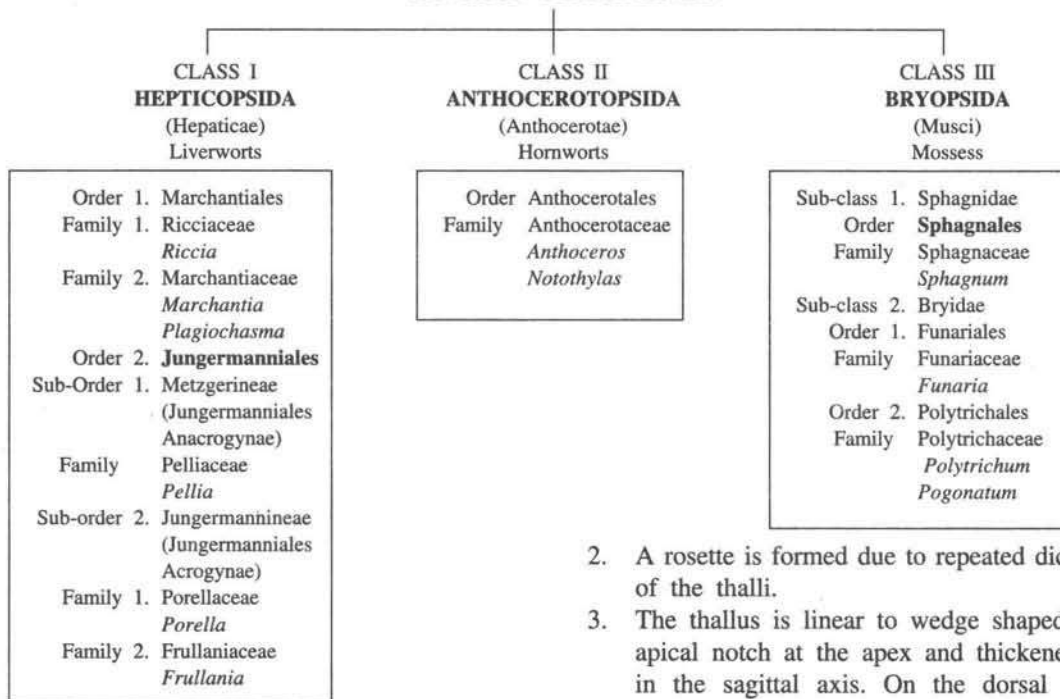 CLASS I
HEPTICOPSIDA
(Hepaticae)
Liverworts
Order 1. Marchantiales
Family 1. Ricciaceae
Riccia
Family 2. Marchantiaceae
Marchantia
Plagiochasma
Order 2. Jungermanniales
Sub-Order 1. Metzgerineae
(Jungermanniales
Anacrogynae)
Family Pelliaceae
Pellia
Sub-order 2. Jungermannineae
(Jungermanniales
Acrogynae)
Family 1. Porellaceae
Porella
Family 2. Frullaniaceae
Frullania
CLASS II
ANTHOCEROTOPSIDA
(Anthocerotae)
Hornworts
Order Anthocerotales
Family Anthocerotaceae
Anthoceros
Notothylas
CLASS III
BRYOPSIDA
(Musci)
Mossess
Sub-class 1. Sphagnidae
Order Sphagnales
Family Sphagnaceae
Sphagnum
Sub-class 2. Bryidae
Order 1. Funariales
Family Funariaceae
Funaria
Order 2. Polytrichales
Family Polytrichaceae
Polytrichum
Pogonatum
2. A rosette is formed due to repeated
of the thalli.
3. The thallus is linear to wedge shaped
apical notch at the apex and
in the sagittal axis. On the dorsal